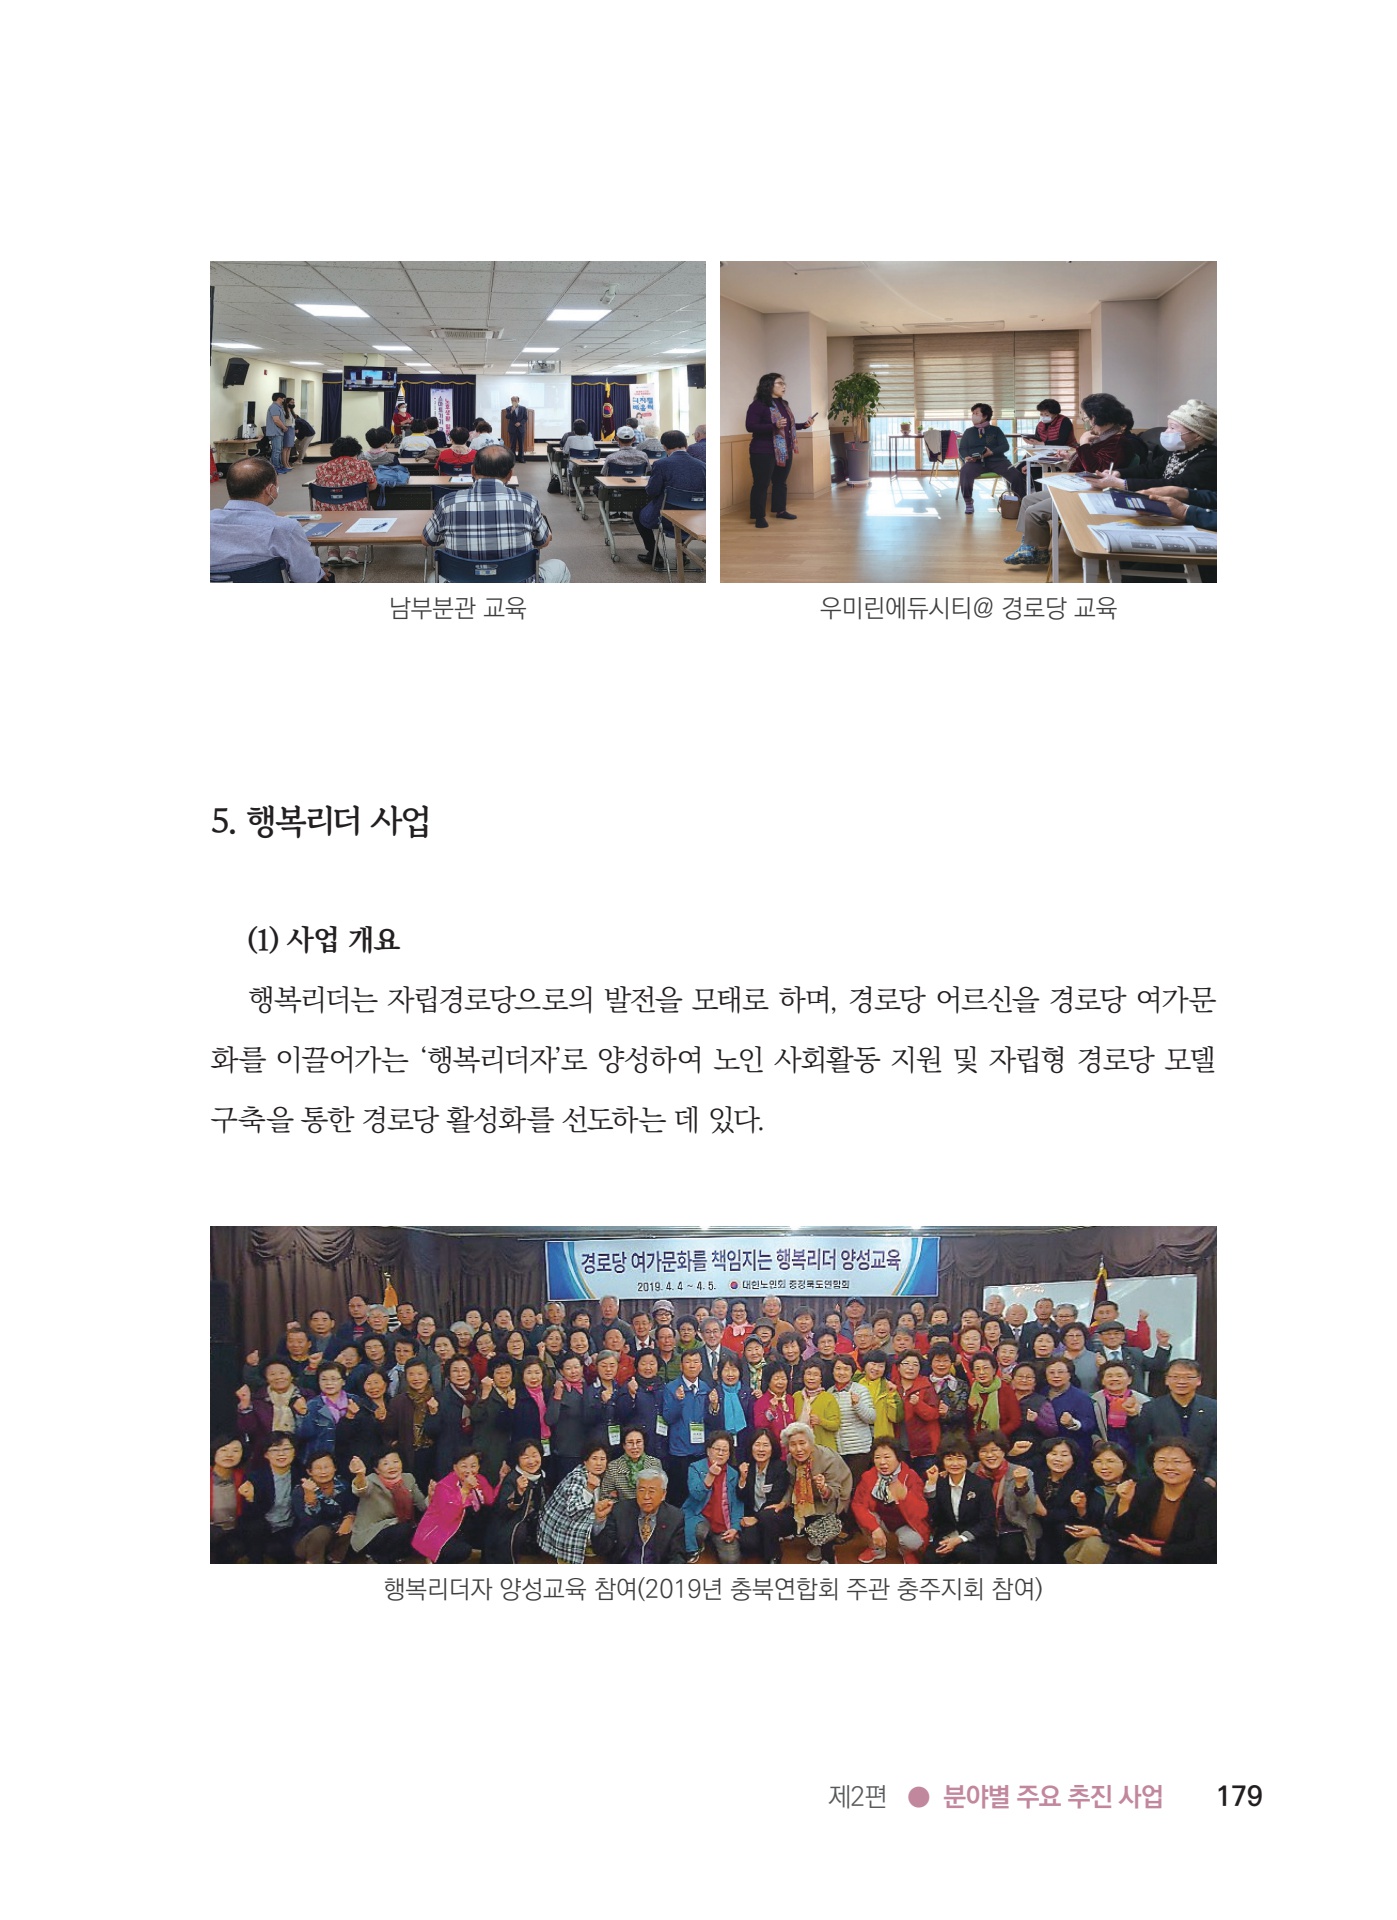 디지털
배움터
남부분관 교육
우미린에듀시티@ 경로당 교육
5. 행복리더 사업
(1) 사업 개요
행복리더는 자립경로당으로의 발전을 모태로 하며, 경로당 어르신을 경로당 여가문
화를 이끌어가는 ‘행복리더자’로 양성하여 노인 사회활동 지원 및 자립형 경로당 모델
구축을 통한 경로당 활성화를 선도하는 데 있다.
경로당 여가문화를 책임지는 행복리더 양성교육
2019. 4. 4 ~ 4. 5. 대한노인회 충청북도연합회
행복리더자 양성교육 참여(2019년 충북연합회 주관 충주지회 참여)
제2편 ● 분야별 주요 추진 사업 179